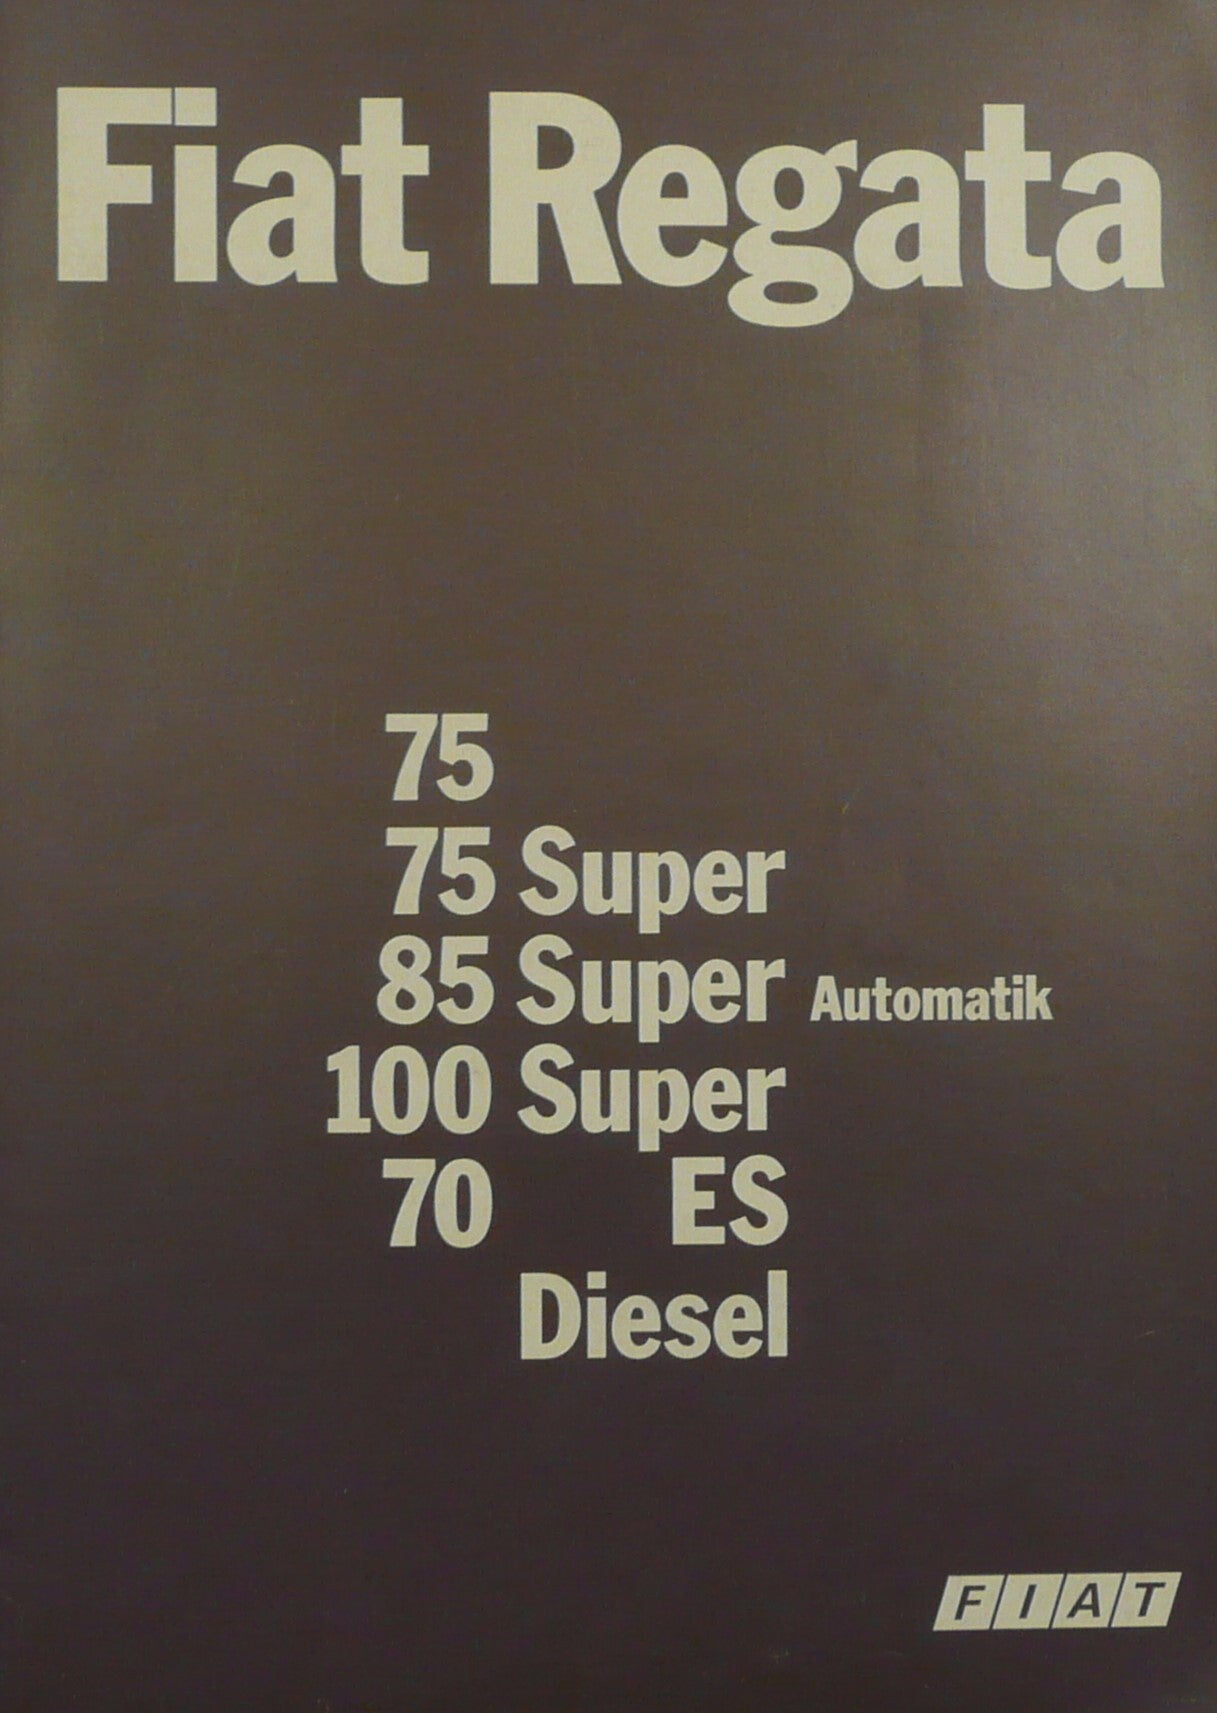 Fiat Regata
75
75 Super
85 Super Automatik
100 Super
70 ES
Diesel
FIAT